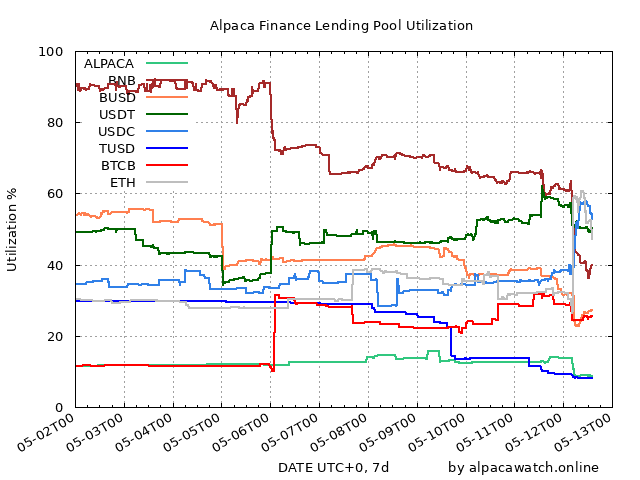 Alpaca Finance Lending Pool Utilization
100
80
60
40
20
0
Utilization %
ALPACA
BNB
BUSD
USDT
USDC
TUSD
BTCB
ETH
05-02T00
05-03T00
05-04T00
05-05T00
05-06T00
05-07T00
05-08T00
05-09T00
05-10T00
05-11T00
05-12T00
05-13T00
DATE UTC+0, 7d
by alpacawatch.online